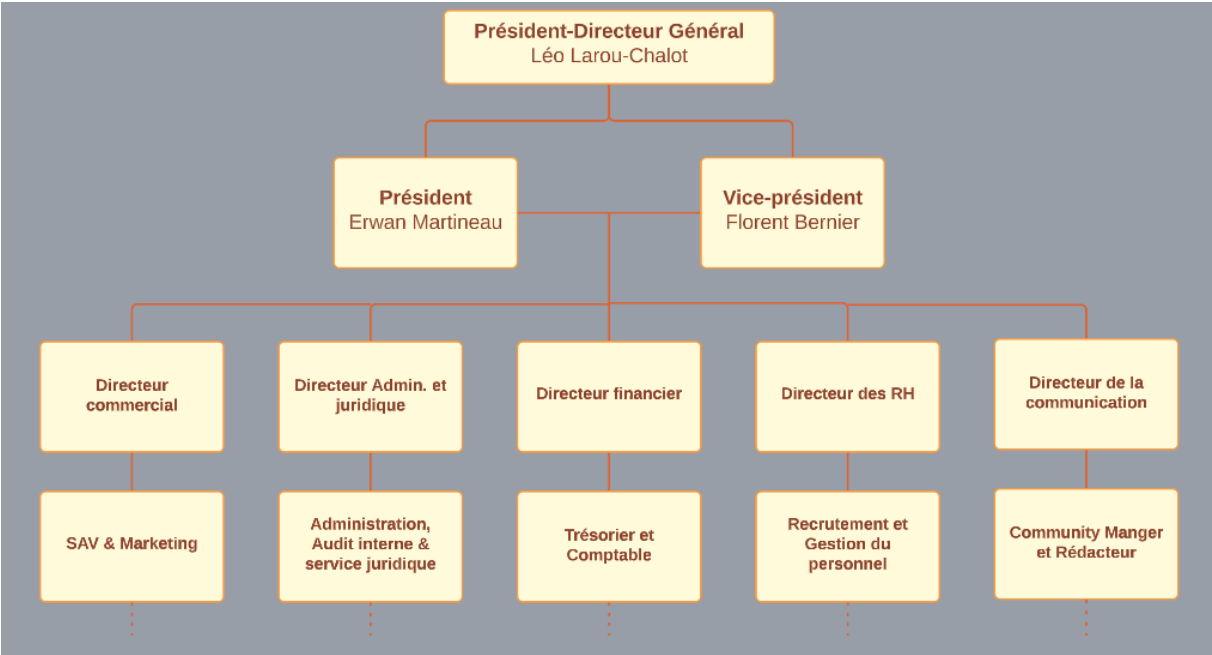 Président-Directeur Général
Léo Larou-Chalot
Président
Erwan Martineau
Vice-président
Florent Bernier
Directeur
commercial
Directeur Admin. et
juridique
Directeur financier
Directeur des RH
Directeur de la
communication
SAV & Marketing
Administration,
Audit interne &
service juridique
Trésorier et
Comptable
Recrutement et
Gestion du
personnel
Community Manger
et Rédacteur